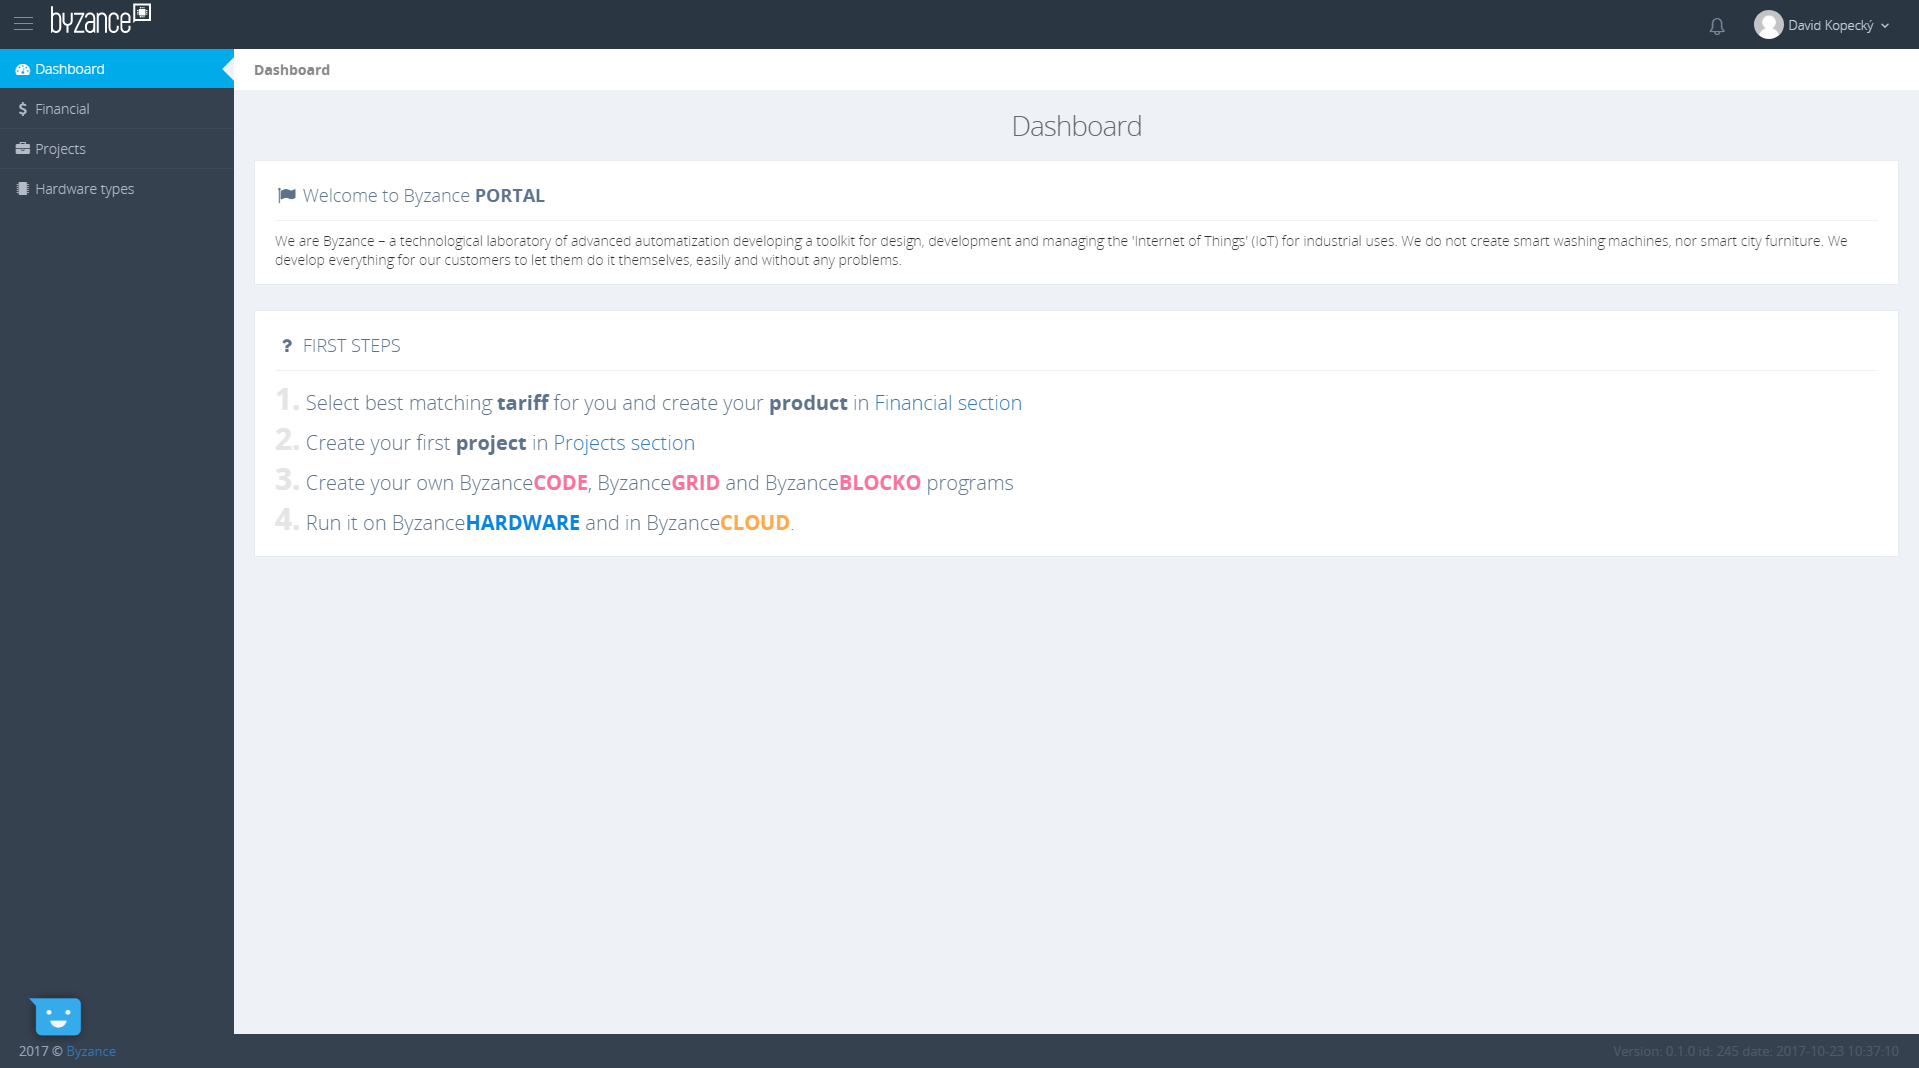 byzance
David Kopecký
Dashboard
Financial
Projects
Hardware types
Dashboard
Dashboard
Welcome to Byzance PORTAL
We are Byzance – a technological laboratory of advanced automatization developing a toolkit for design, development and managing the 'Internet of Things' (IoT) for industrial uses. We do not create smart washing machines, nor smart city furniture. We
develop everything for our customers to let them do it themselves, easily and without any problems.
? FIRST STEPS
1. Select best matching tariff for you and create your product in Financial section
2. Create your first project in Projects section
3. Create your own ByzanceCODE, ByzanceGRID and ByzanceBLOCKO programs
4. Run it on ByzanceHARDWARE and in ByzanceCLOUD.
2017 © Byzance
Version: 0.1.0 id: 245 date: 2017-10-23 10:37:10